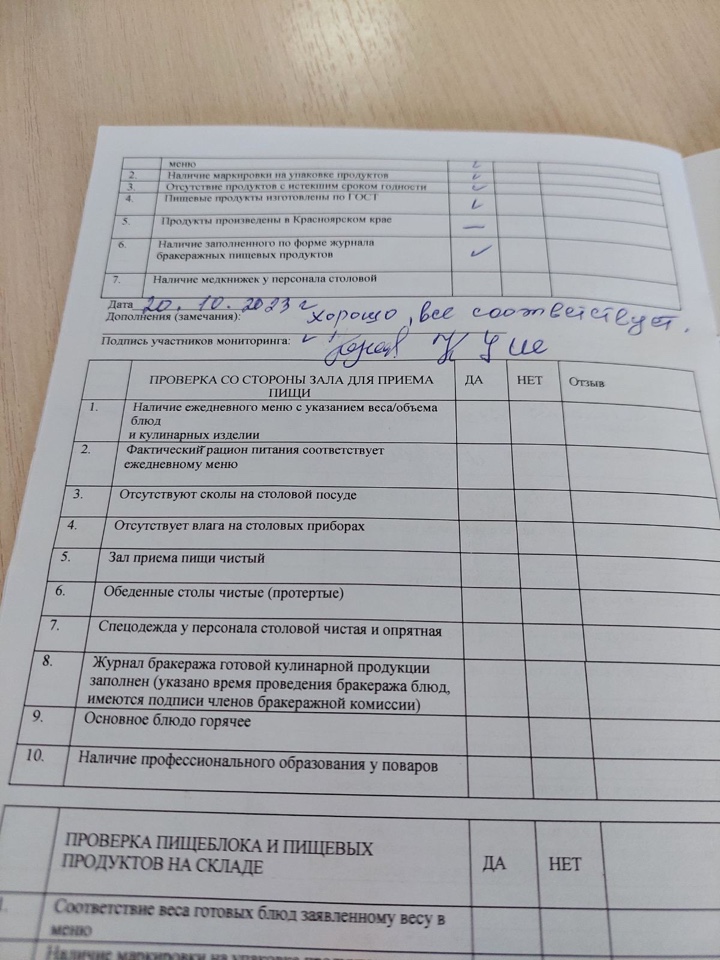 меню ✓
2. Наличие маркировки на упаковке продуктов ✓
3. Отсутствие продуктов с истекшим сроком годности ✓
4. Пищевые продукты изготовлены по ГОСТ ✓
5. Продукты произведены в Красноярском крае —
6. Наличие заполненного по форме журнала
бракеражных пищевых продуктов ✓
7. Наличие медкнижек у персонала столовой
Дата 20.10.2023 г
Дополнения (замечания): хорошо, все соответствует.
Подпись участников мониторинга:
ПРОВЕРКА СО СТОРОНЫ ЗАЛА ДЛЯ ПРИЕМА ДА НЕТ Отзыв
ПИЩИ
1. Наличие ежедневного меню с указанием веса/объема
блюд
и кулинарных изделии
2. Фактический рацион питания соответствует
ежедневному меню
3. Отсутствуют сколы на столовой посуде
4. Отсутствует влага на столовых приборах
5. Зал приема пищи чистый
6. Обеденные столы чистые (протертые)
7. Спецодежда у персонала столовой чистая и опрятная
8. Журнал бракеража готовой кулинарной продукции
заполнен (указано время проведения бракеража блюд,
имеются подписи членов бракеражной комиссии)
9. Основное блюдо горячее
10. Наличие профессионального образования у поваров
ПРОВЕРКА ПИЩЕБЛОКА И ПИЩЕВЫХ ДА НЕТ
ПРОДУКТОВ НА СКЛАДЕ
1. Соответствие веса готовых блюд заявленному весу в
меню
Наличие маркировки на упаковке